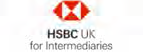 HSBC UK
for Intermediaries